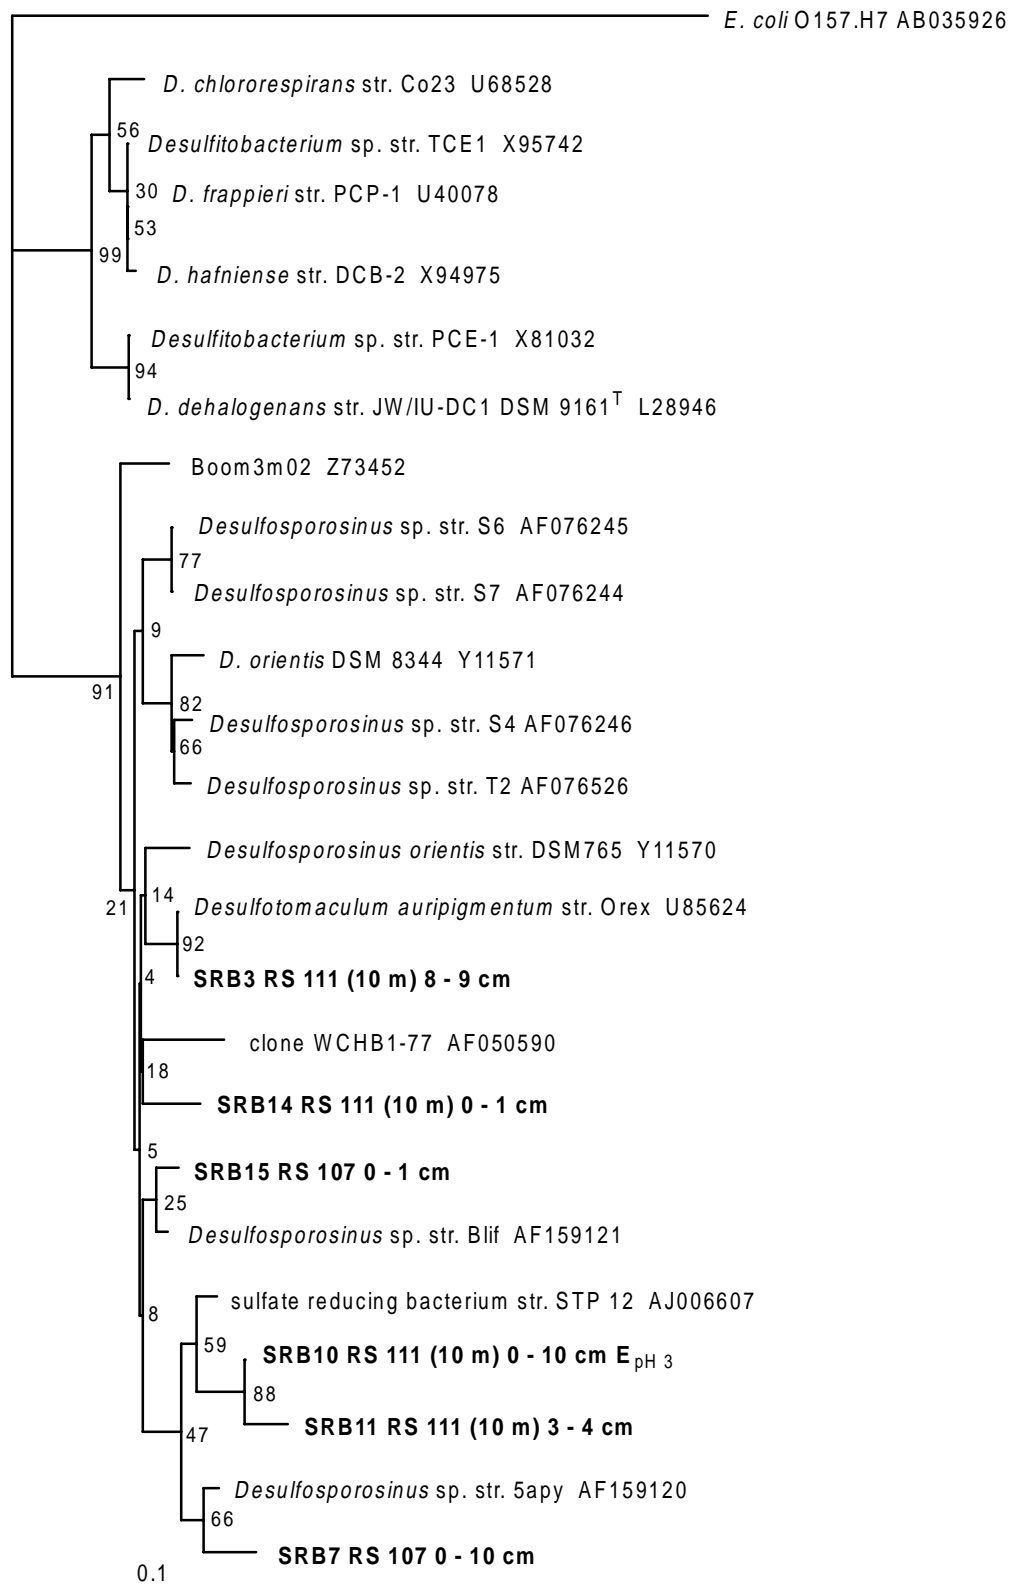 E. coli O157.H7 AB035926
D. chlororespirans str. Co23 U68528
56
Desulfitobacterium sp. str. TCE1 X95742
30 D. frappieri str. PCP-1 U40078
53
99
D. hafniense str. DCB-2 X94975
Desulfitobacterium sp. str. PCE-1 X81032
94
D. dehalogenans str. JW/IU-DC1 DSM 9161T L28946
Boom3m02 Z73452
Desulfosporosinus sp. str. S6 AF076245
77
Desulfosporosinus sp. str. S7 AF076244
9
D. orientis DSM 8344 Y11571
91
82
Desulfosporosinus sp. str. S4 AF076246
66
Desulfosporosinus sp. str. T2 AF076526
Desulfosporosinus orientis str. DSM765 Y11570
14
21
Desulfotomaculum auripigmentum str. Orex U85624
92
4
SRB3 RS 111 (10 m) 8 - 9 cm
clone WCHB1-77 AF050590
18
SRB14 RS 111 (10 m) 0 - 1 cm
5
SRB15 RS 107 0 - 1 cm
25
Desulfosporosinus sp. str. Blif AF159121
sulfate reducing bacterium str. STP 12 AJ006607
8
59
SRB10 RS 111 (10 m) 0 - 10 cm E pH 3
88
SRB11 RS 111 (10 m) 3 - 4 cm
47
Desulfosporosinus sp. str. 5apy AF159120
66
SRB7 RS 107 0 - 10 cm
0.1